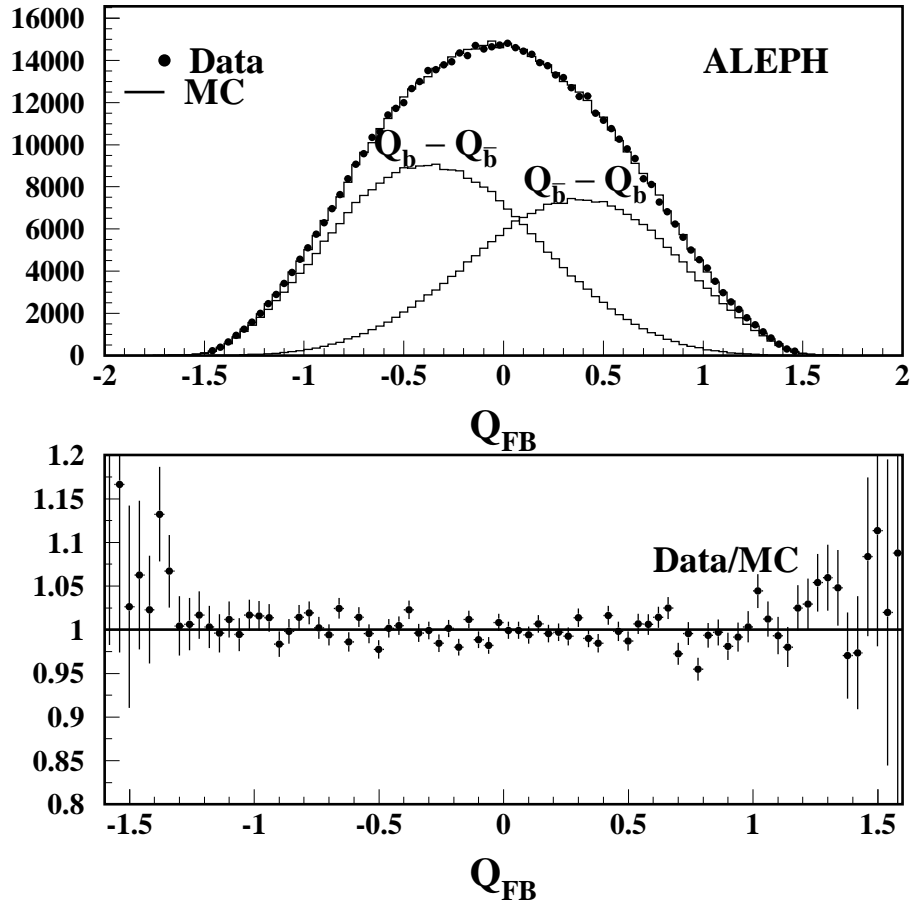 16000
14000
12000
10000
8000
6000
4000
2000
0
Data
MC
ALEPH
Q_b − Q_b̄
Q_b̄ − Q_b
-2 -1.5 -1 -0.5 0 0.5 1 1.5 2
Q_FB
1.2
1.15
1.1
1.05
1
0.95
0.9
0.85
0.8
Data/MC
-1.5 -1 -0.5 0 0.5 1 1.5
Q_FB